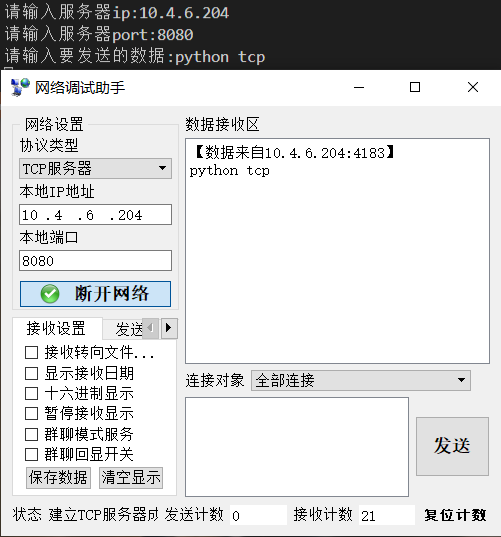 请输入服务器ip:10.4.6.204
请输入服务器port:8080
请输入要发送的数据:python tcp
网络调试助手
网络设置
协议类型
TCP服务器
本地IP地址
10 .4 .6 .204
本地端口
8080
断开网络
接收设置 发送
接收转向文件...
显示接收日期
十六进制显示
暂停接收显示
群聊模式服务
群聊回显开关
保存数据 清空显示
数据接收区
【数据来自10.4.6.204:4183】
python tcp
连接对象 全部连接
发送
状态 建立TCP服务器成 发送计数 0 接收计数 21 复位计数